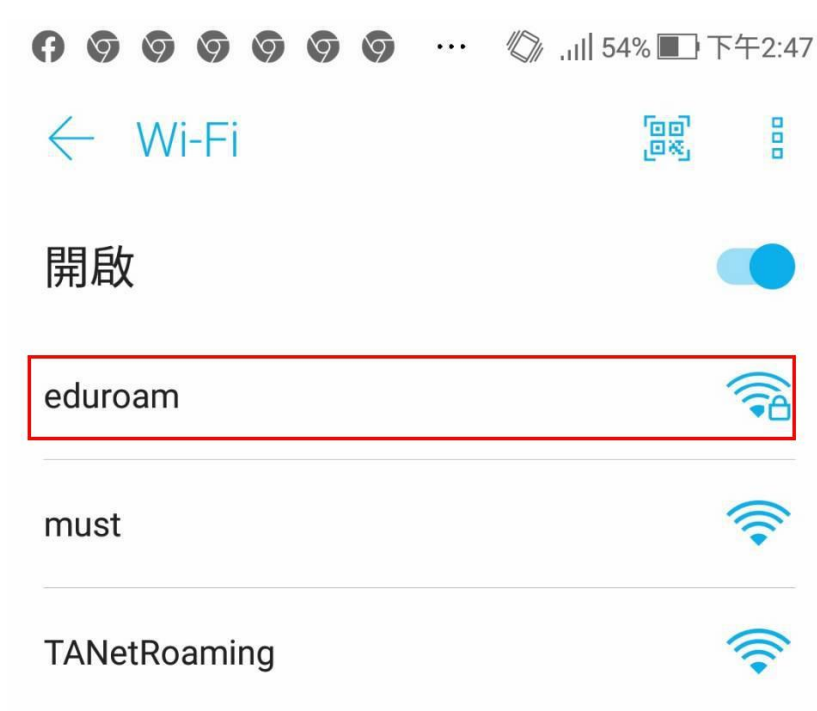 54% 下午2:47
Wi-Fi
開啟
eduroam
must
TANetRoaming